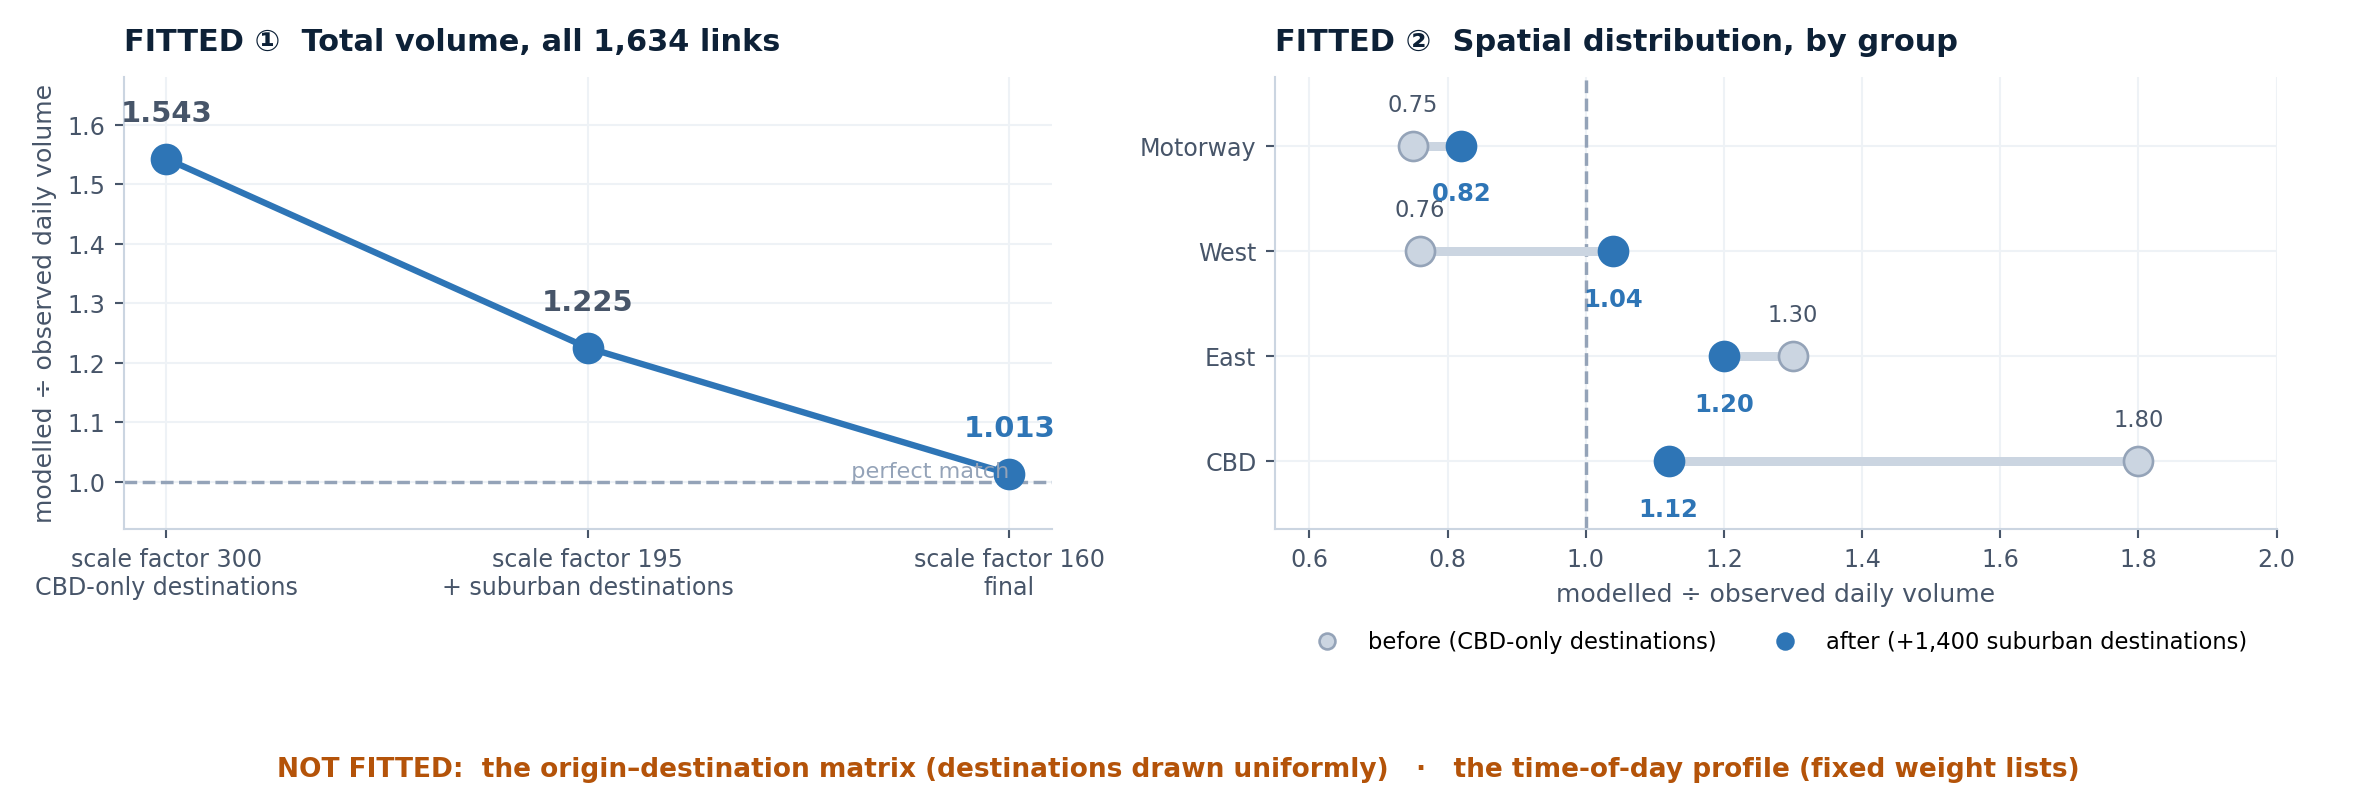 FITTED ① Total volume, all 1,634 links
modelled ÷ observed daily volume
1.6
1.5
1.4
1.3
1.2
1.1
1.0
1.543
1.225
1.013
perfect match
scale factor 300
CBD-only destinations
scale factor 195
+ suburban destinations
scale factor 160
final
FITTED ② Spatial distribution, by group
Motorway
West
East
CBD
0.75
0.82
0.76
1.04
1.30
1.20
1.80
1.12
0.6
0.8
1.0
1.2
1.4
1.6
1.8
2.0
modelled ÷ observed daily volume
before (CBD-only destinations)
after (+1,400 suburban destinations)
NOT FITTED: the origin–destination matrix (destinations drawn uniformly) · the time-of-day profile (fixed weight lists)